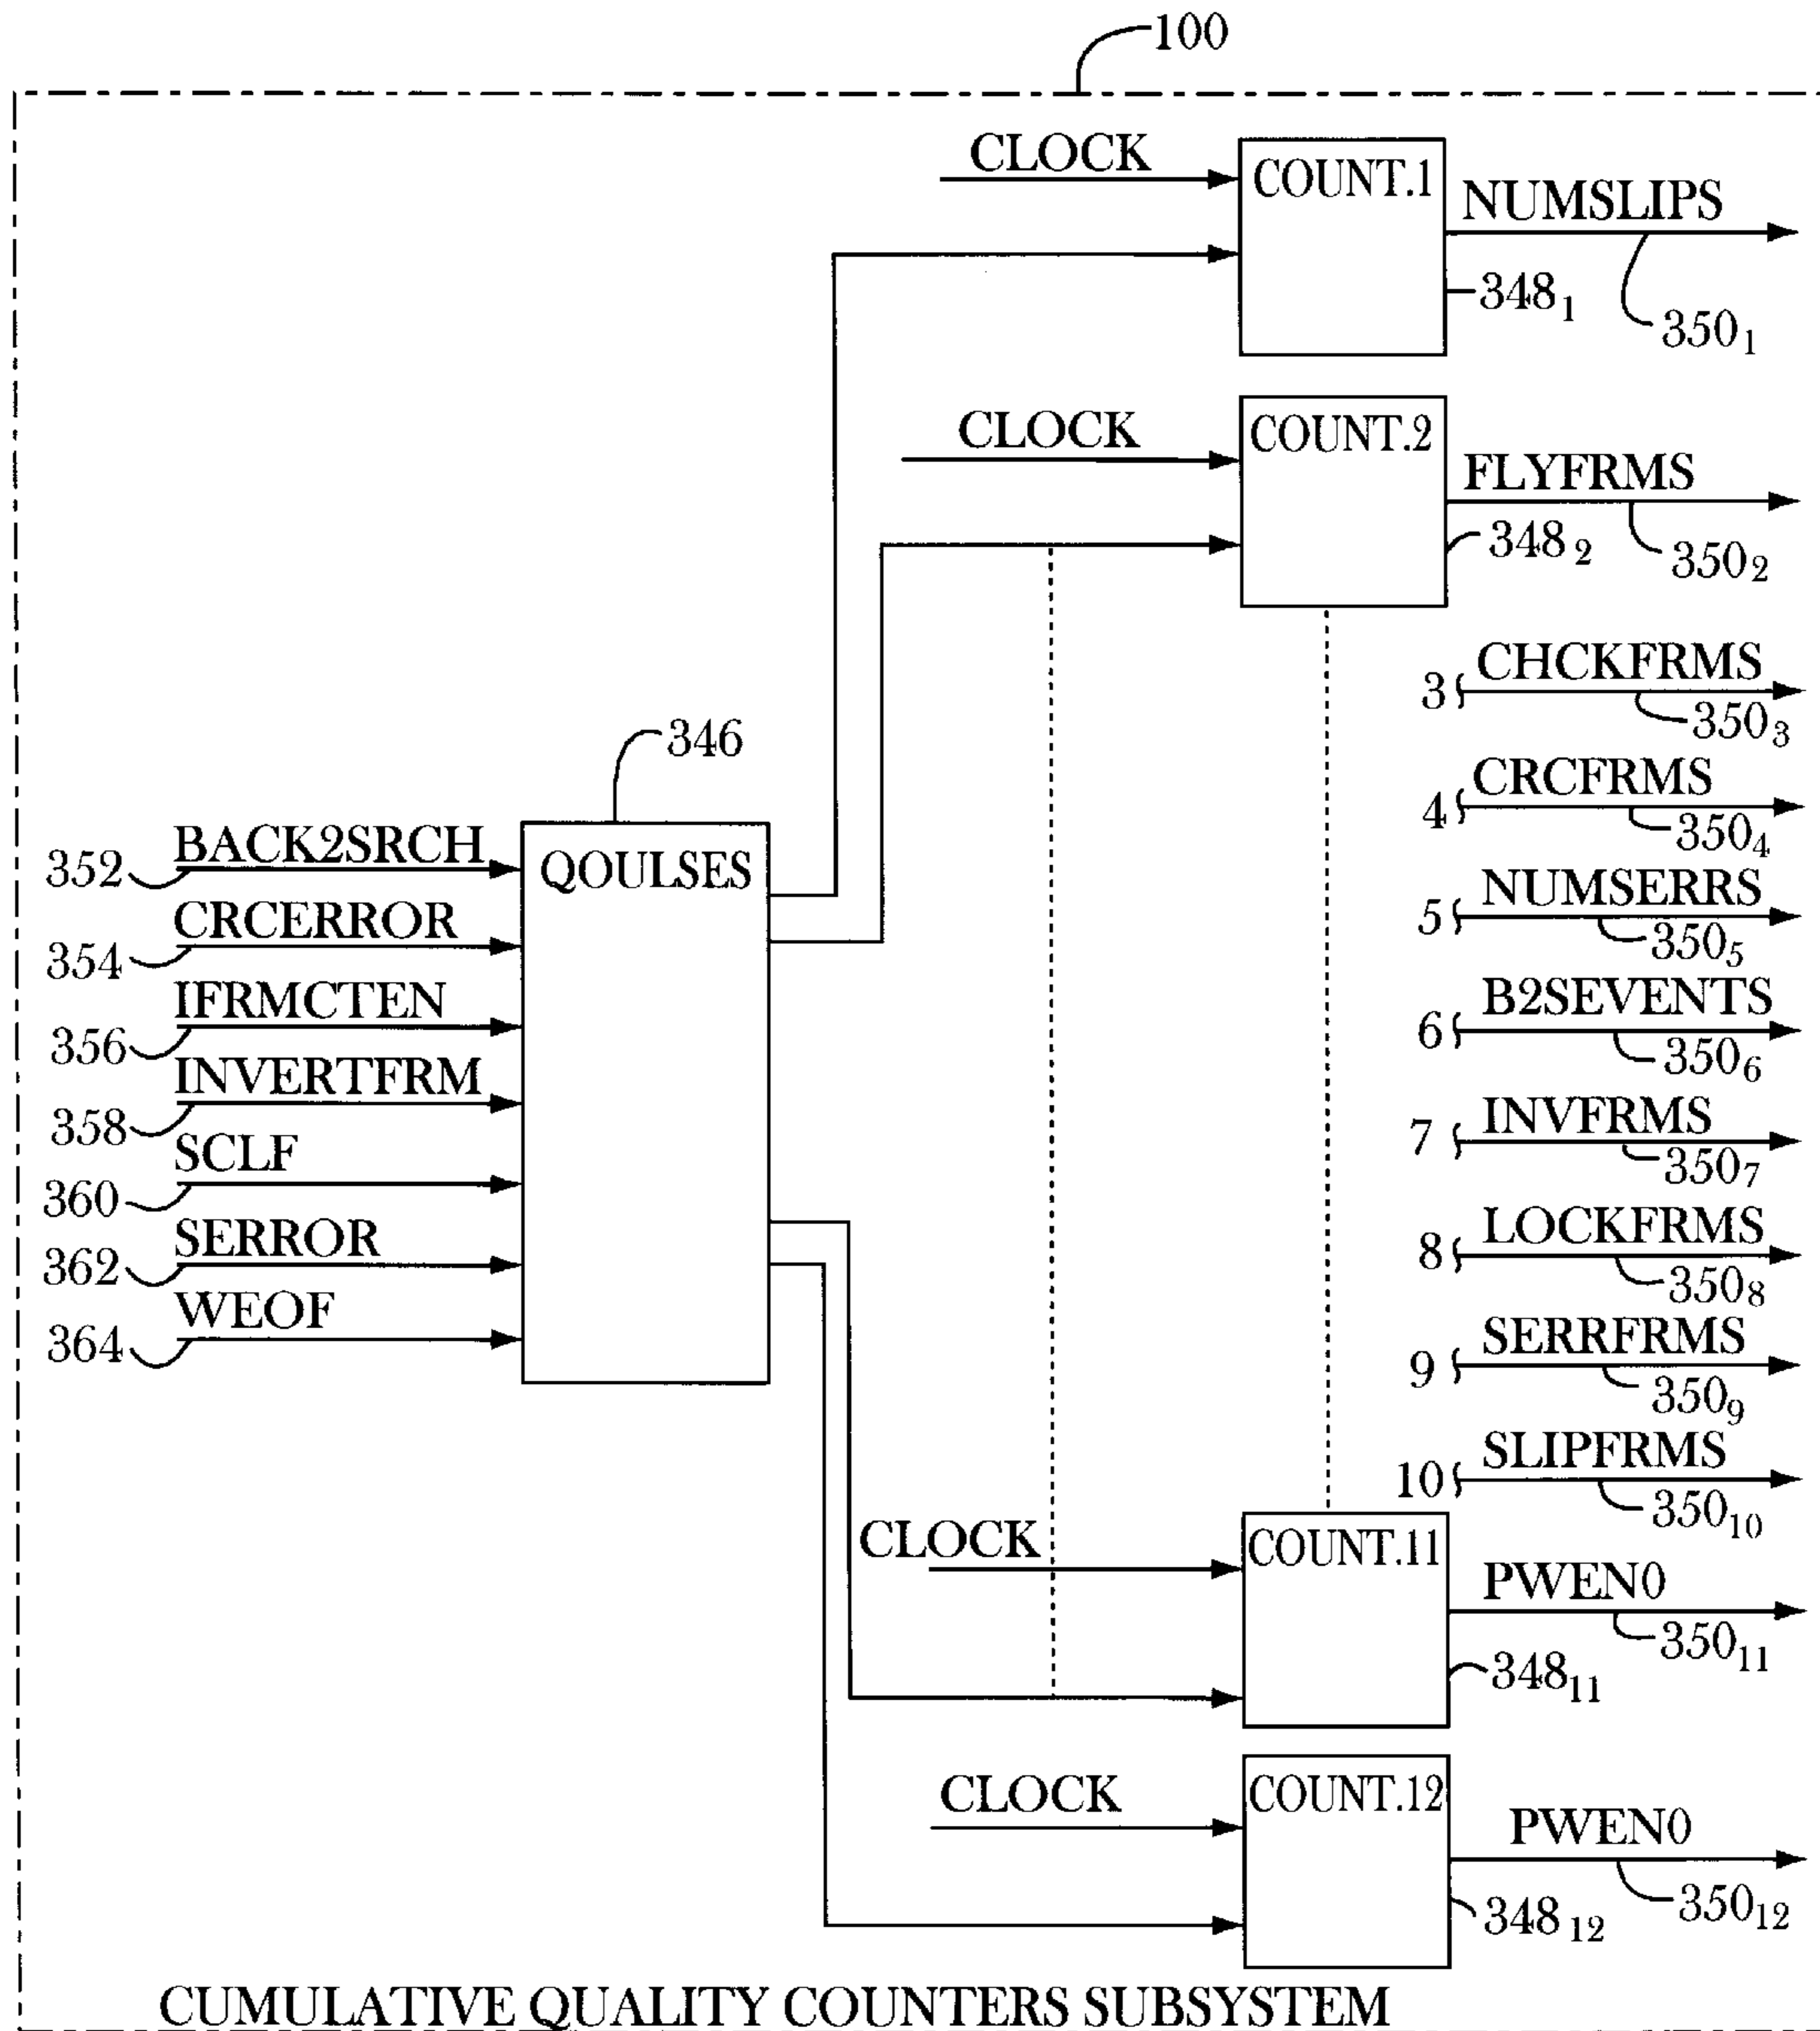 100
CLOCK
COUNT.1
NUMSLIPS
348₁
350₁
CLOCK
COUNT.2
FLYFRMS
348₂
350₂
3 CHCKFRMS
350₃
4 CRCFRMS
350₄
5 NUMSERRS
350₅
6 B2SEVENTS
350₆
7 INVFRMS
350₇
8 LOCKFRMS
350₈
9 SERRFRMS
350₉
10 SLIPFRMS
350₁₀
346
QOULSES
352 BACK2SRCH
354 CRCERROR
356 IFRMCTEN
358 INVERTFRM
360 SCLF
362 SERROR
364 WEOF
CLOCK
COUNT.11
PWEN0
348₁₁
350₁₁
CLOCK
COUNT.12
PWEN0
348₁₂
350₁₂
CUMULATIVE QUALITY COUNTERS SUBSYSTEM